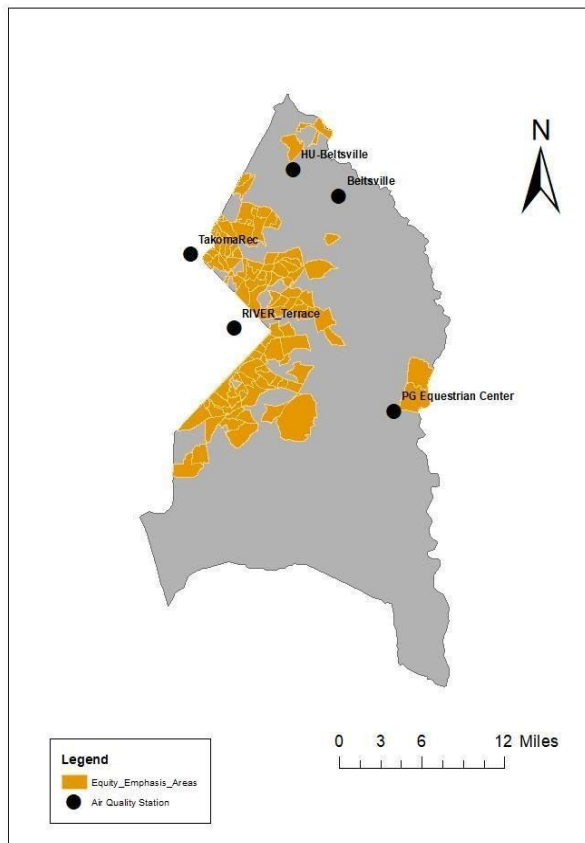 N
HU-Beltsville
Beltsville
TakomaRec
RIVER_Terrace
PG Equestrian Center
0 3 6 12 Miles
Legend
Equity_Emphasis_Areas
Air Quality Station